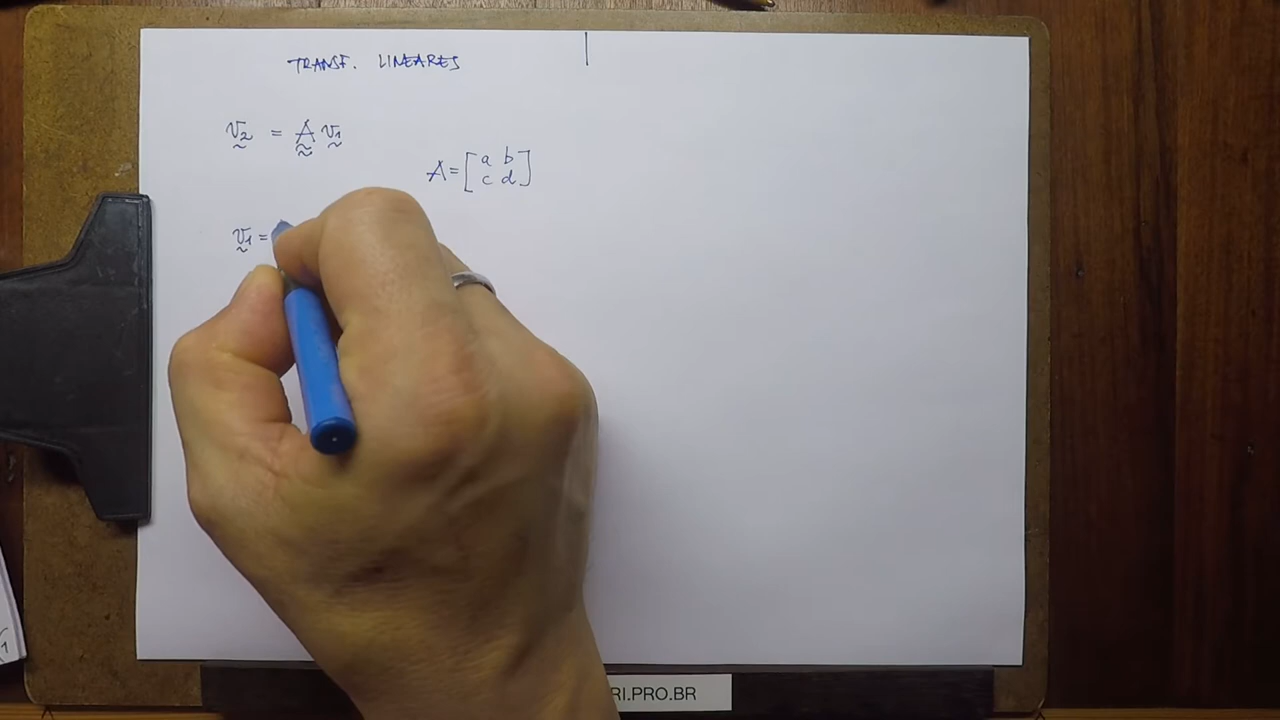 TRANSF. LINEARES
v2 = A v1
A = [ a b
c d ]
v1 =
RI.PRO.BR